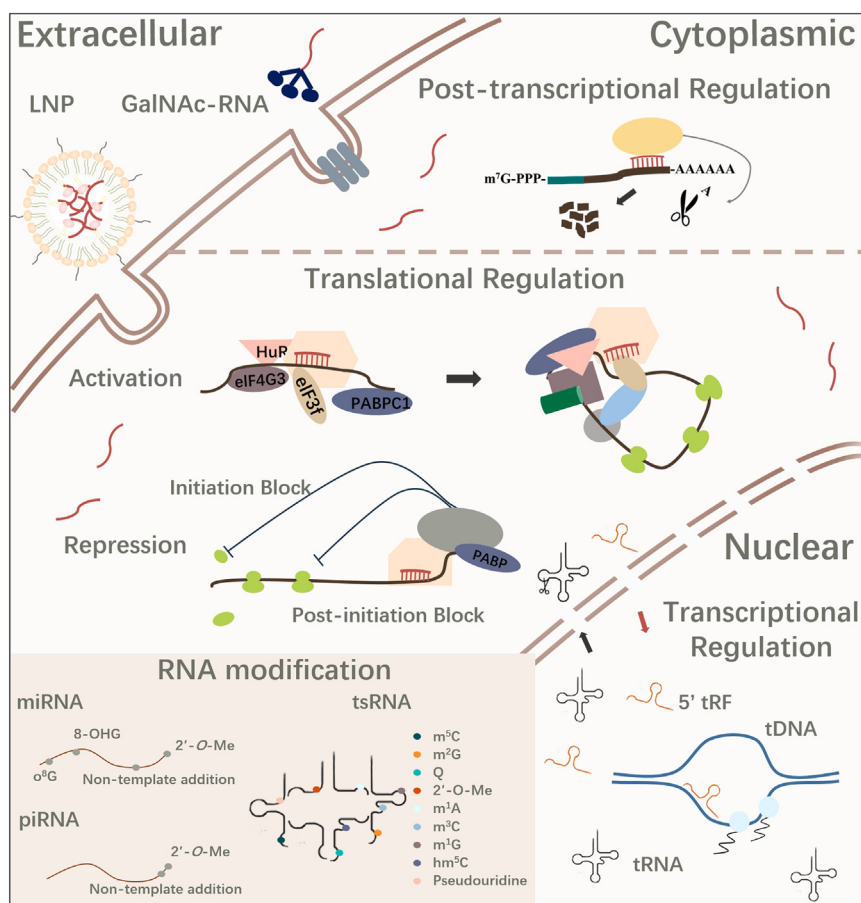 Extracellular
Cytoplasmic
LNP
GalNAc-RNA
Post-transcriptional Regulation
m⁷G-PPP-
-AAAAAA
A
Translational Regulation
Activation
HuR
eIF4G3
eIF3f
PABPC1
Initiation Block
Repression
PABP
Post-initiation Block
Nuclear
Transcriptional
Regulation
5' tRF
tDNA
tRNA
RNA modification
miRNA
8-OHG
2'-O-Me
o⁸G
Non-template addition
piRNA
2'-O-Me
Non-template addition
tsRNA
m⁵C
m²G
Q
2'-O-Me
m¹A
m³C
m¹G
hm⁵C
Pseudouridine